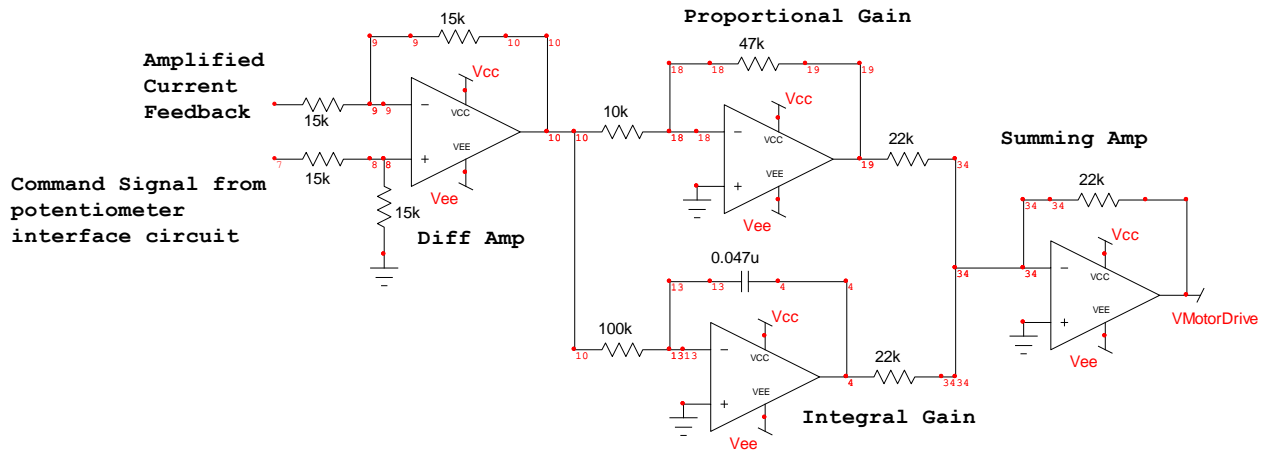 Proportional Gain
15k
47k
9 9 10 10
18 18 19 19
Amplified
Current
Feedback
Vcc
VCC
15k
9 9
−
10 10
10k
18 18
−
Vcc
VCC
19
22k
34
Summing Amp
7
15k
8 8
+
VEE
Vee
15k
Command Signal from
potentiometer
interface circuit
Diff Amp
+
VEE
Vee
22k
34 34
Vcc
VCC
34
34
−
0.047u
13 13 4 4
Vcc
VCC
+
VEE
Vee
VMotorDrive
10
100k
13 13
−
4
22k
34 34
+
VEE
Vee
Integral Gain